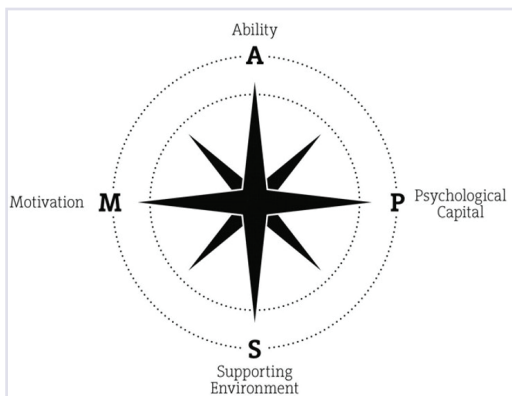 Ability
A
Motivation M
P Psychological
Capital
S
Supporting
Environment